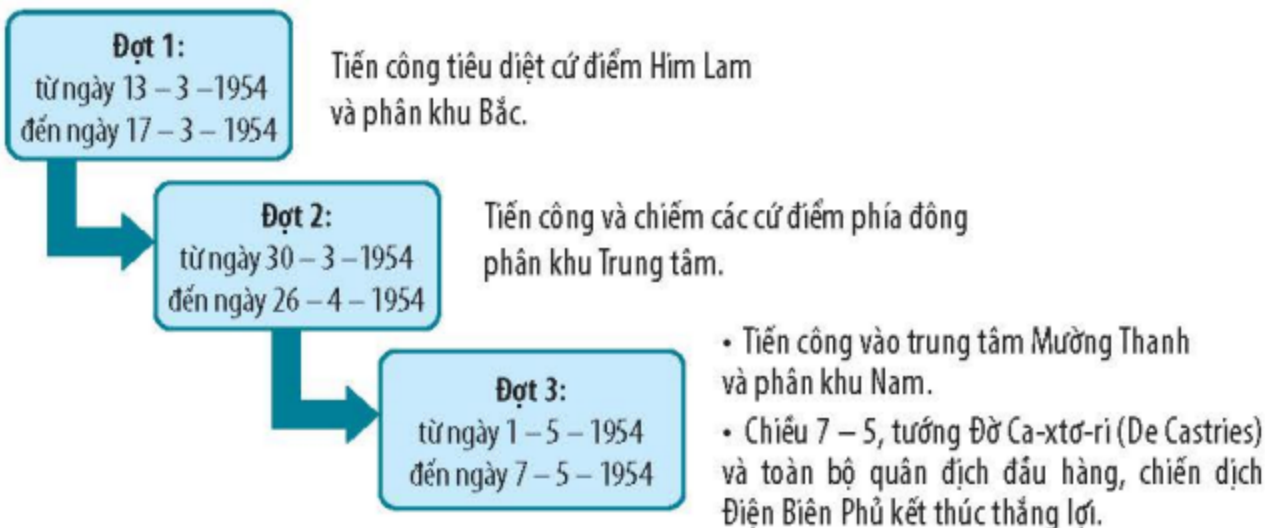 Đợt 1:
từ ngày 13 – 3 –1954
đến ngày 17 – 3 – 1954
Tiến công tiêu diệt cứ điểm Him Lam
và phân khu Bắc.
Đợt 2:
từ ngày 30 – 3 –1954
đến ngày 26 – 4 – 1954
Tiến công và chiếm các cứ điểm phía đông
phân khu Trung tâm.
Đợt 3:
từ ngày 1 – 5 – 1954
đến ngày 7 – 5 – 1954
• Tiến công vào trung tâm Mường Thanh
và phân khu Nam.
• Chiều 7 – 5, tướng Đờ Ca-xtơ-ri (De Castries)
và toàn bộ quân địch đầu hàng, chiến dịch
Điện Biên Phủ kết thúc thắng lợi.